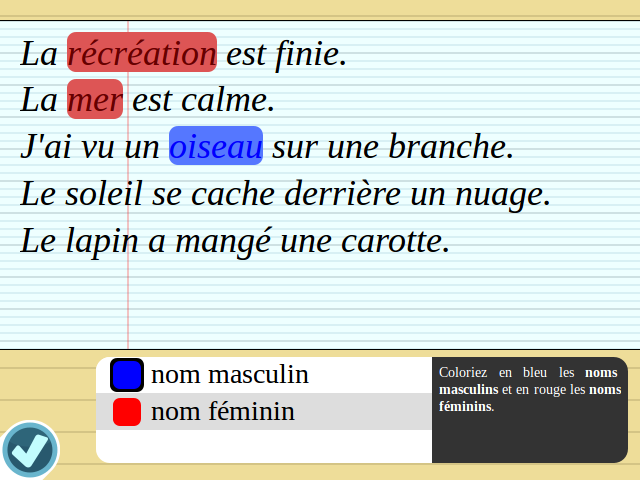 La récréation est finie.
La mer est calme.
J'ai vu un oiseau sur une branche.
Le soleil se cache derrière un nuage.
Le lapin a mangé une carotte.
nom masculin
nom féminin
Coloriez en bleu les noms
masculins et en rouge les noms
féminins.